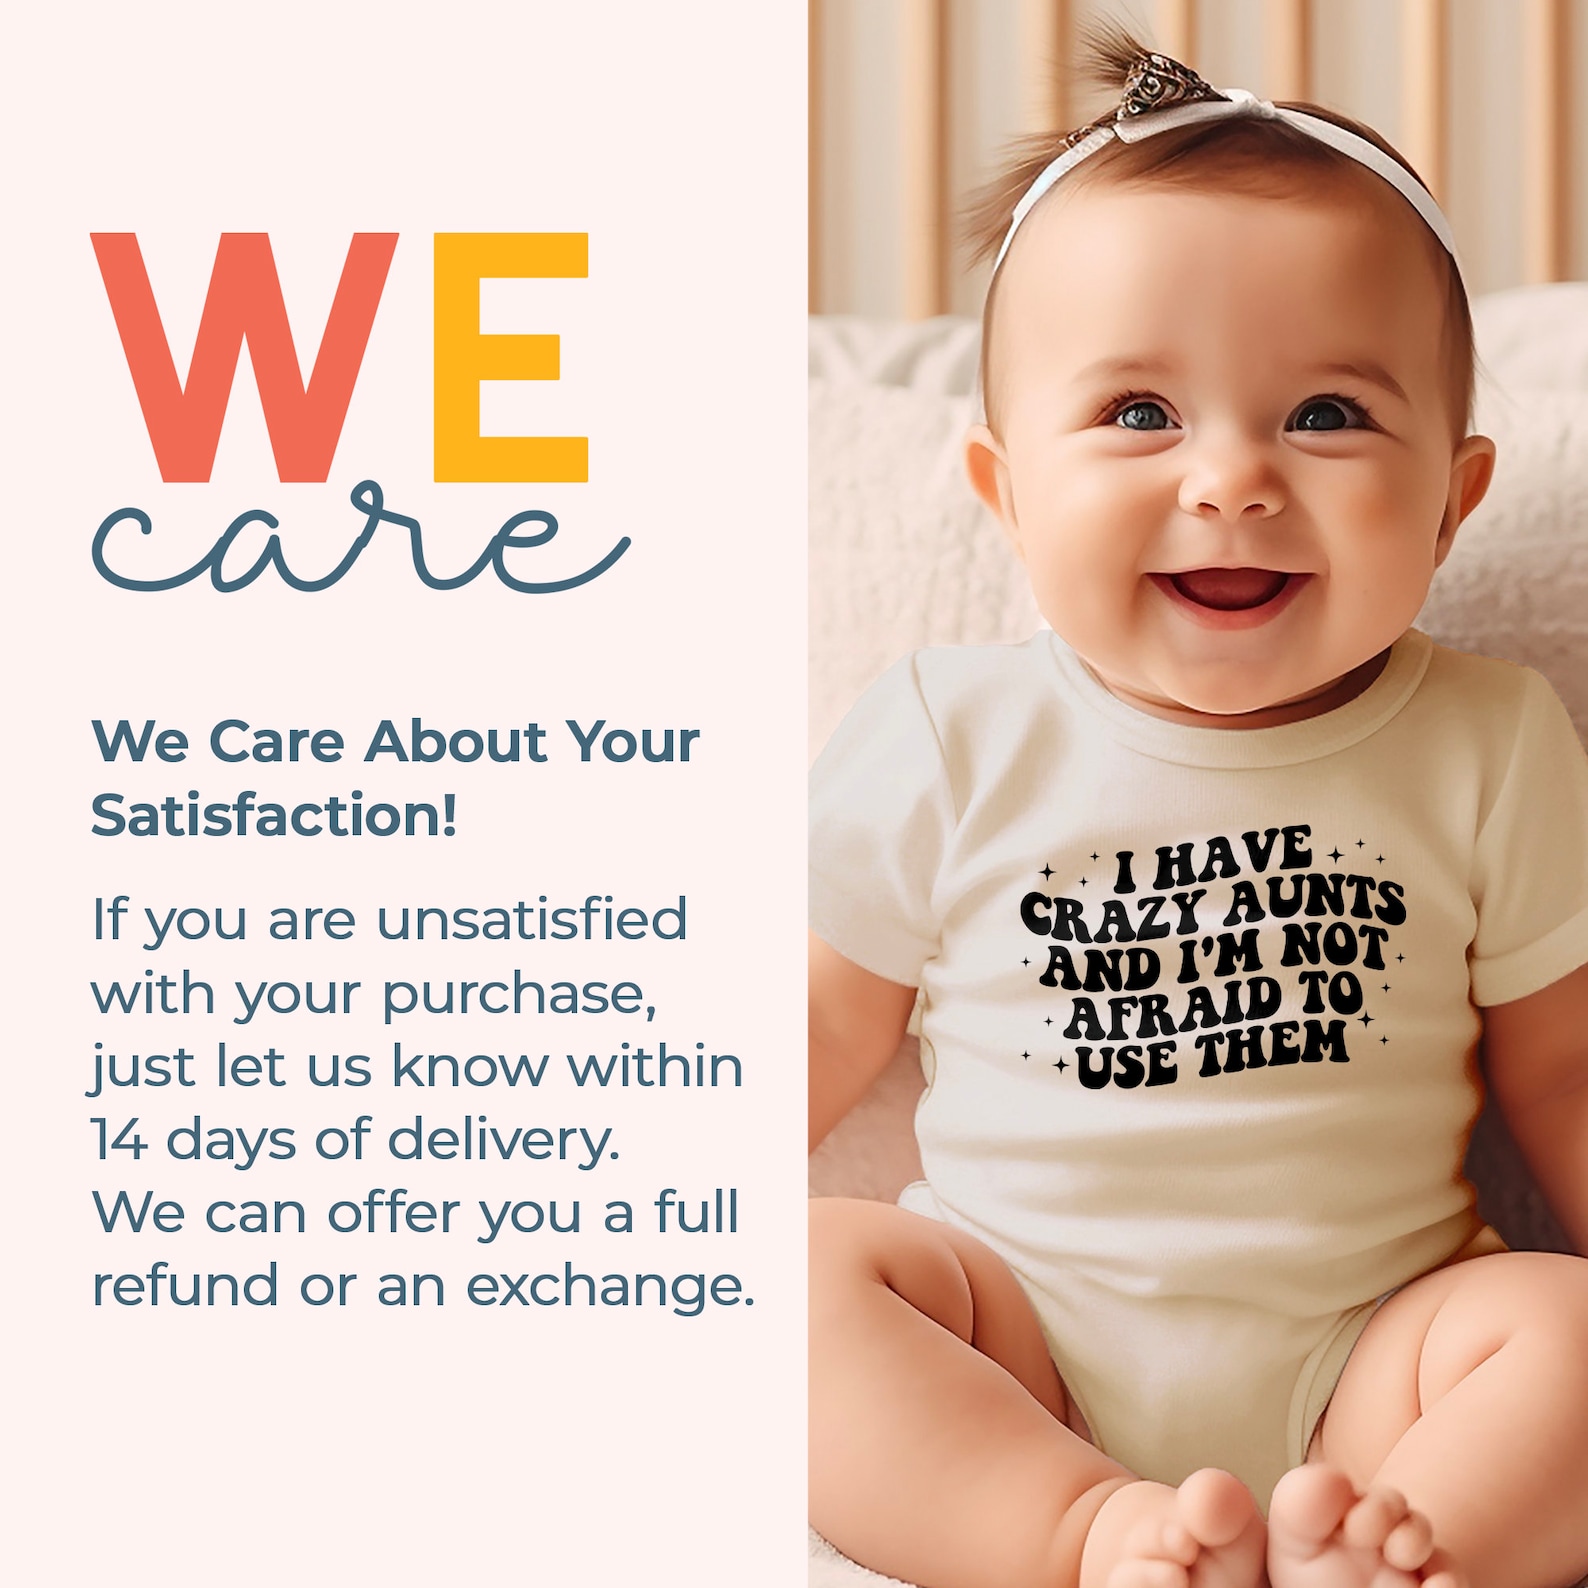 WE
care
We Care About Your
Satisfaction!
If you are unsatisfied
with your purchase,
just let us know within
14 days of delivery.
We can offer you a full
refund or an exchange.
I HAVE
CRAZY AUNTS
AND I'M NOT
AFRAID TO
USE THEM